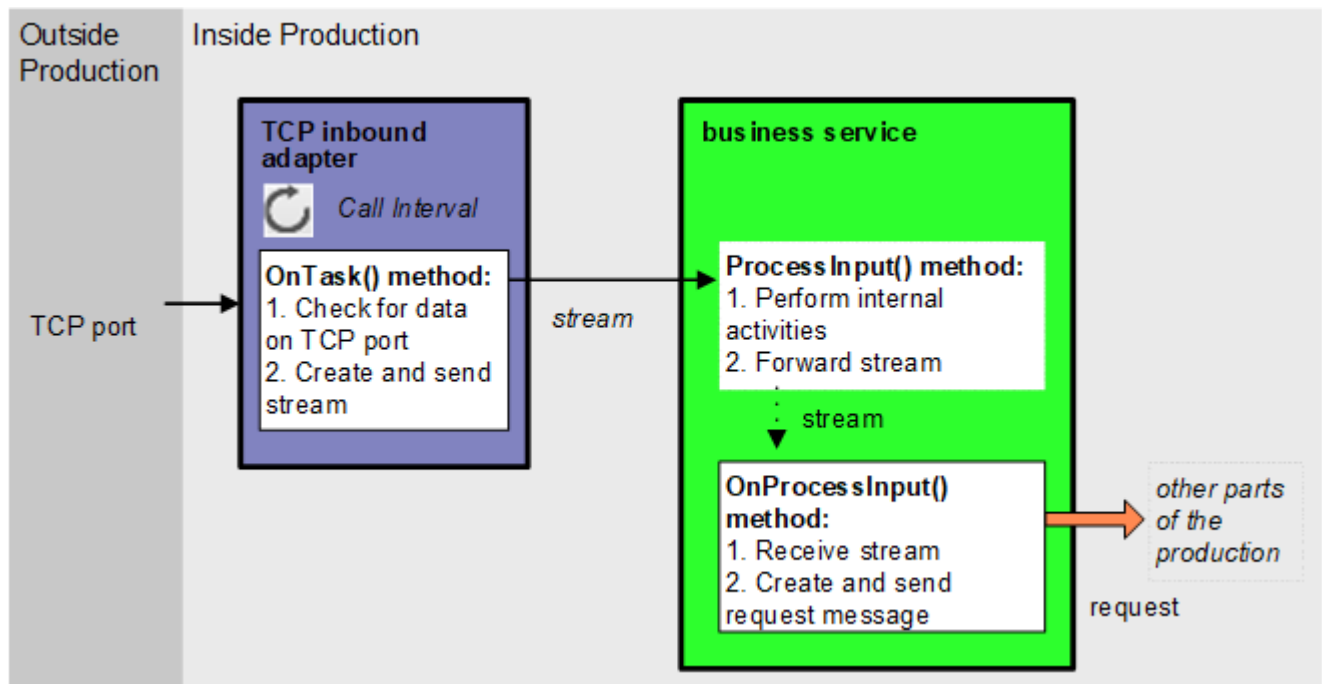 Outside
Production
Inside Production
TCP inbound
adapter
Call Interval
OnTask() method:
1. Check for data
on TCP port
2. Create and send
stream
TCP port
stream
business service
ProcessInput() method:
1. Perform internal
activities
2. Forward stream
stream
OnProcessInput()
method:
1. Receive stream
2. Create and send
request message
other parts
of the
production
request